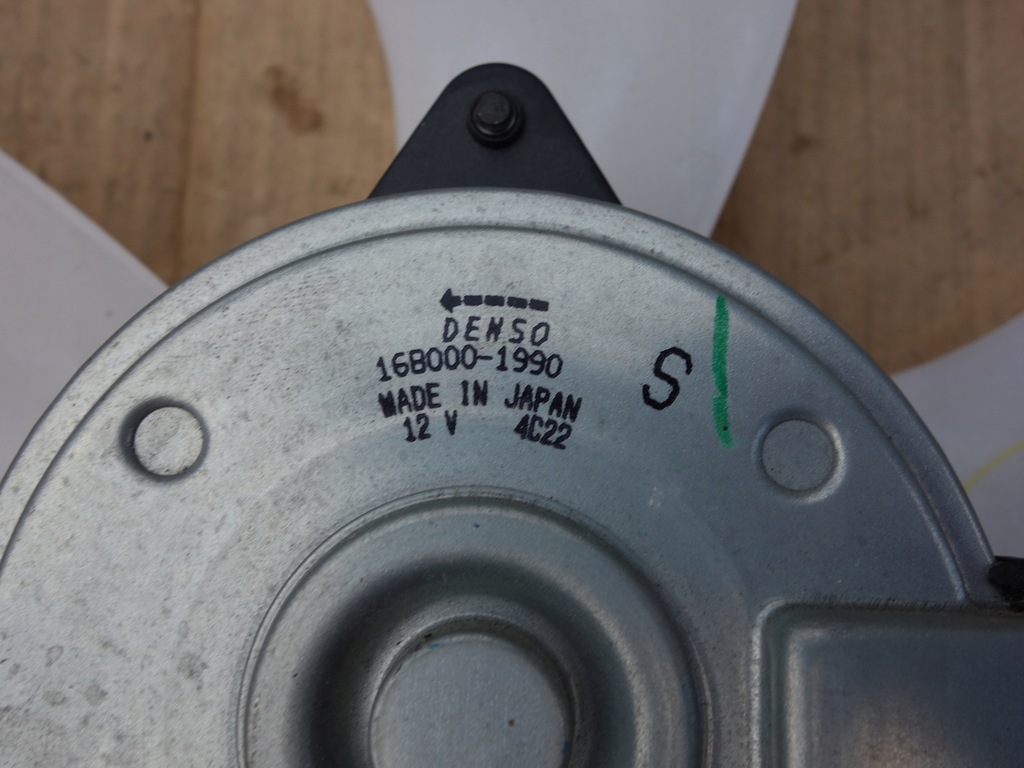 DENSO
168000-1990
MADE IN JAPAN
12 V 4C22
S